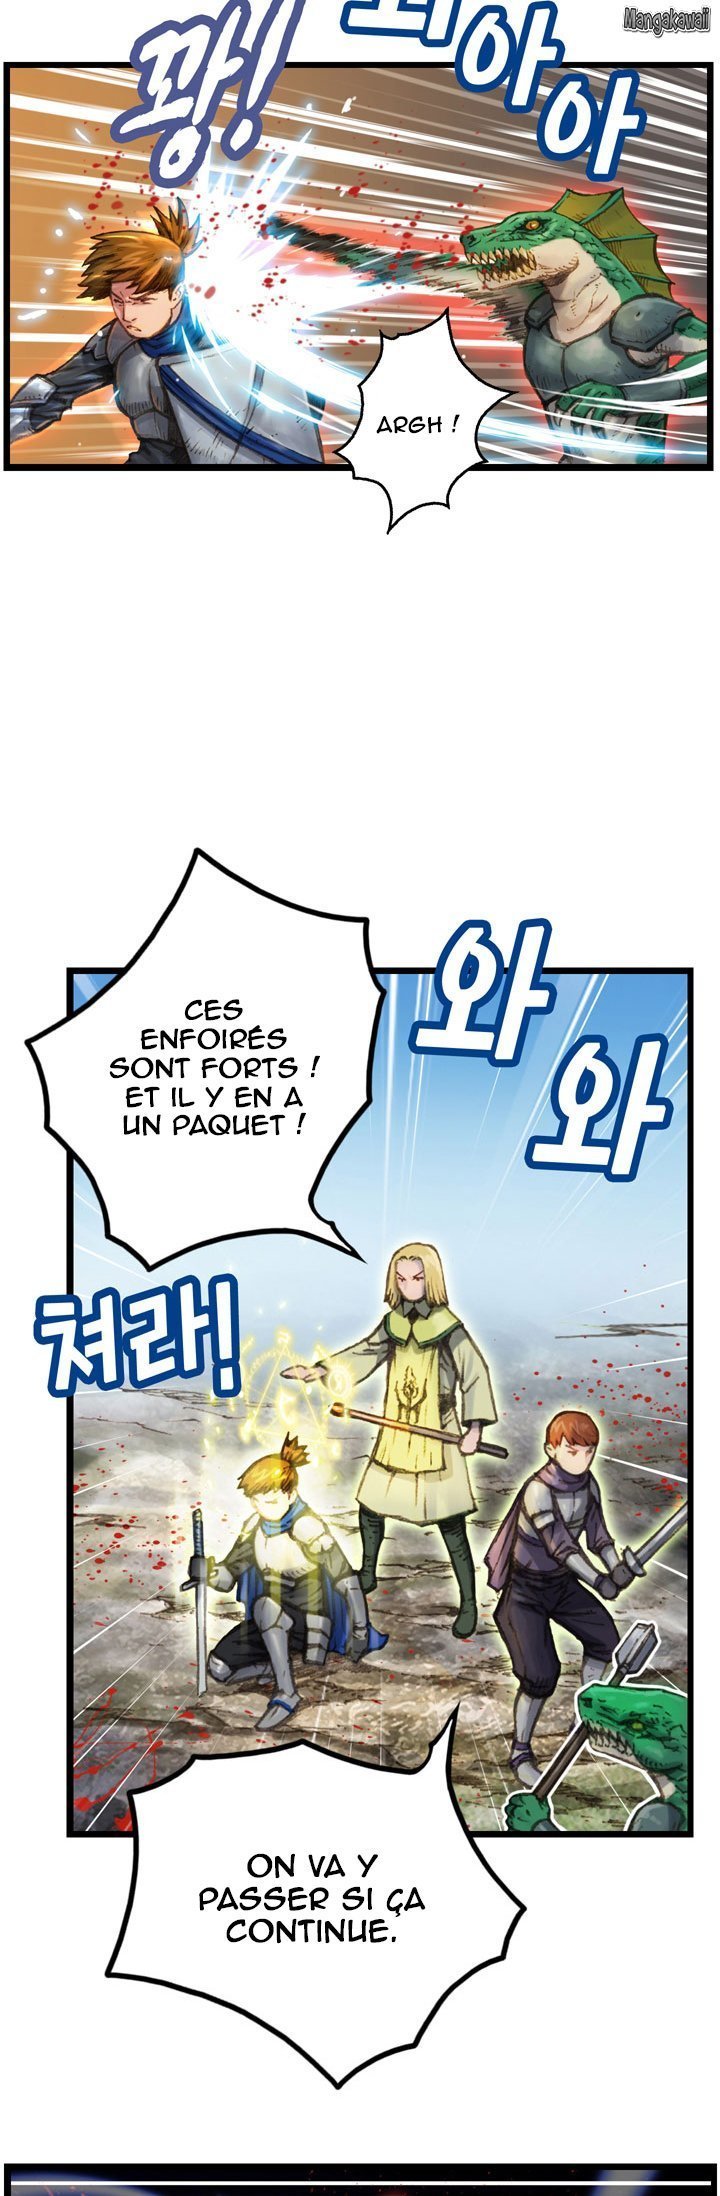 Mangakawaii
와아아
쾅!
ARGH !
CES
ENFOIRÉS
SONT FORTS !
ET IL Y EN A
UN PAQUET !
와
와
쳐라!
ON VA Y
PASSER SI ÇA
CONTINUE.